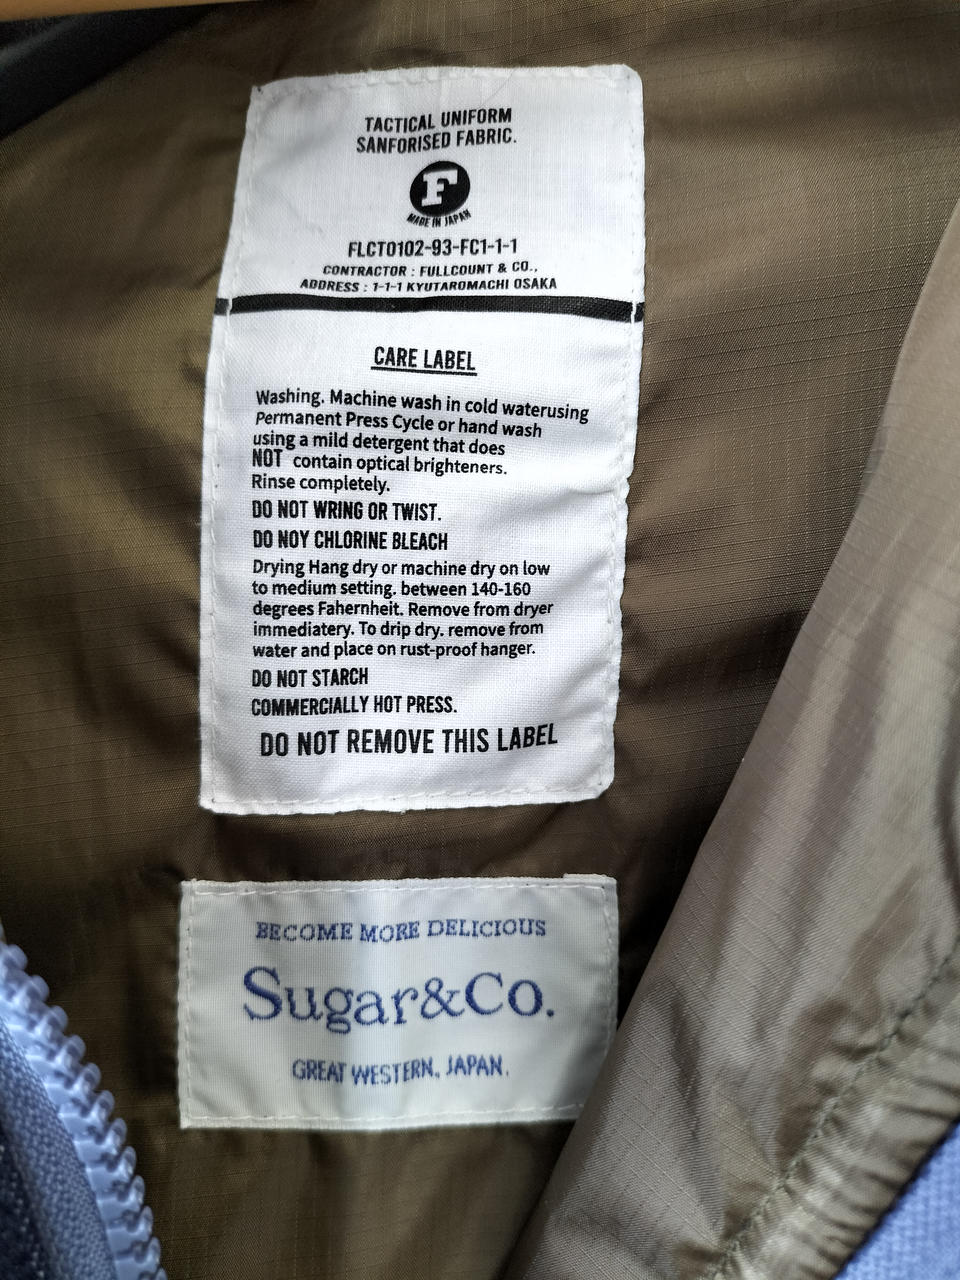 TACTICAL UNIFORM
SANFORISED FABRIC.
F
MADE IN JAPAN
FLCT0102-93-FC1-1-1
CONTRACTOR : FULLCOUNT & CO.,
ADDRESS : 1-1-1 KYUTAROMACHI OSAKA
CARE LABEL
Washing. Machine wash in cold waterusing
Permanent Press Cycle or hand wash
using a mild detergent that does
NOT contain optical brighteners.
Rinse completely.
DO NOT WRING OR TWIST.
DO NOY CHLORINE BLEACH
Drying Hang dry or machine dry on low
to medium setting. between 140-160
degrees Fahernheit. Remove from dryer
immediatery. To drip dry. remove from
water and place on rust-proof hanger.
DO NOT STARCH
COMMERCIALLY HOT PRESS.
DO NOT REMOVE THIS LABEL
BECOME MORE DELICIOUS
Sugar&Co.
GREAT WESTERN, JAPAN.